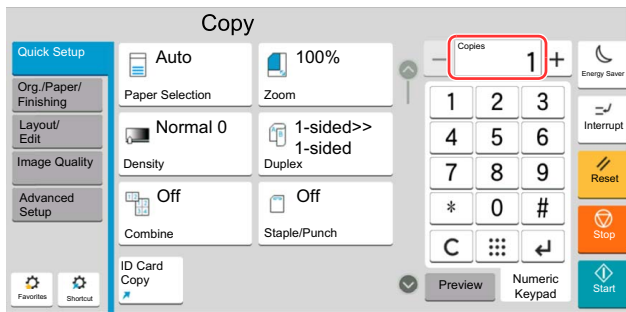 Copy
Quick Setup
Org./Paper/
Finishing
Layout/
Edit
Image Quality
Advanced
Setup
Favorites
Shortcut
Auto
Paper Selection
100%
Zoom
Normal 0
Density
1-sided>>
1-sided
Duplex
Off
Combine
Off
Staple/Punch
ID Card
Copy
Copies
− 1 +
1 2 3
4 5 6
7 8 9
* 0 #
C
Preview
Numeric
Keypad
Energy Saver
Interrupt
Reset
Stop
Start